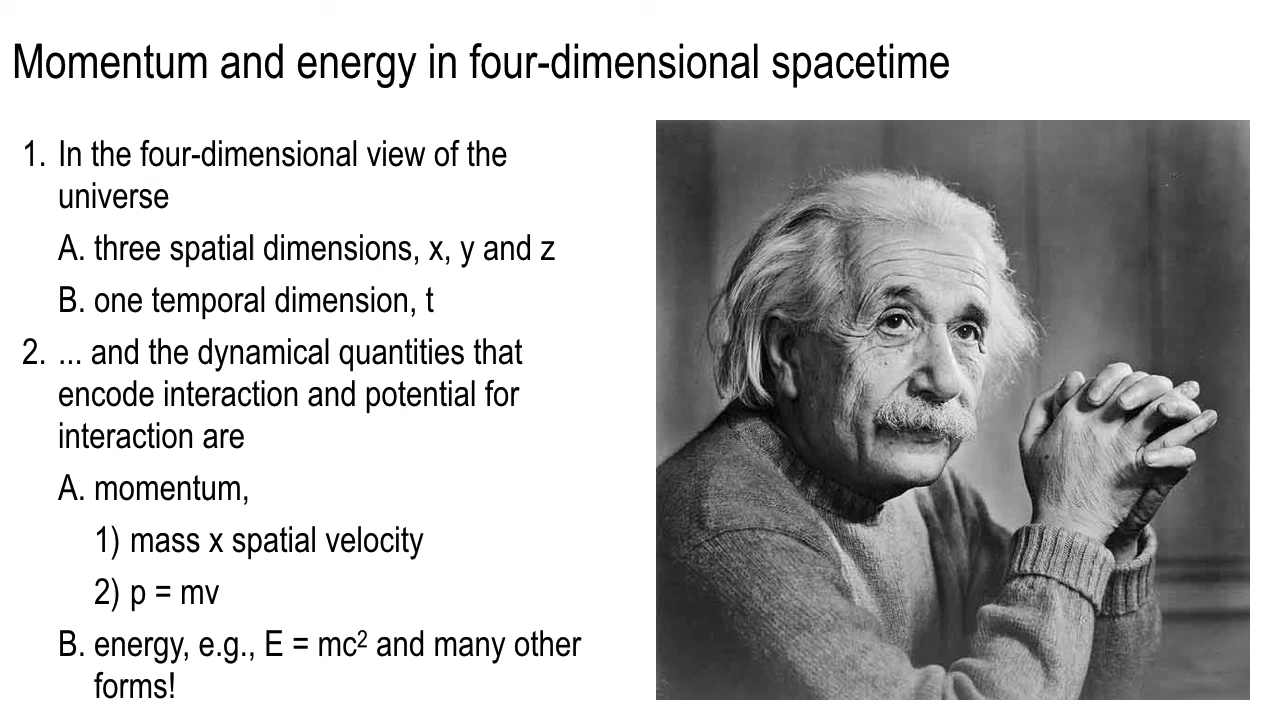 Momentum and energy in four-dimensional spacetime
1. In the four-dimensional view of the
universe
A. three spatial dimensions, x, y and z
B. one temporal dimension, t
2. ... and the dynamical quantities that
encode interaction and potential for
interaction are
A. momentum,
1) mass x spatial velocity
2) p = mv
B. energy, e.g., E = mc² and many other
forms!